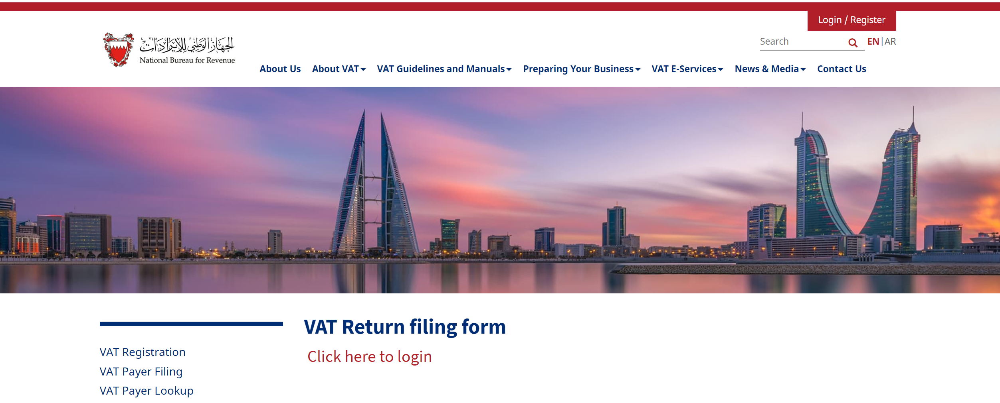 Login / Register
Search
EN|AR
الجهاز الوطني للإيرادات
National Bureau for Revenue
About Us
About VAT
VAT Guidelines and Manuals
Preparing Your Business
VAT E-Services
News & Media
Contact Us
VAT Return filing form
Click here to login
VAT Registration
VAT Payer Filing
VAT Payer Lookup